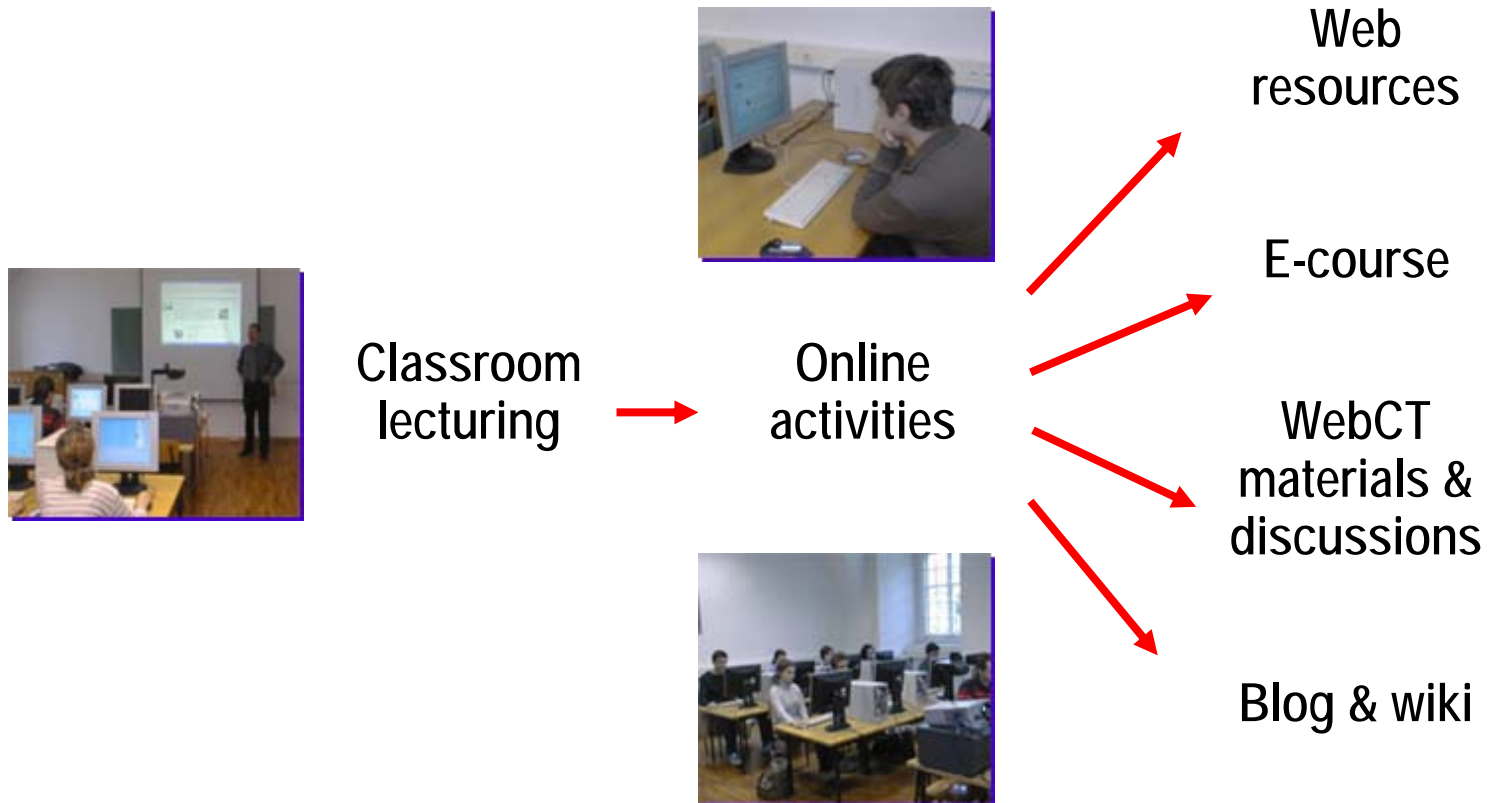 Classroom
lecturing
Online
activities
Web
resources
E-course
WebCT
materials &
discussions
Blog & wiki